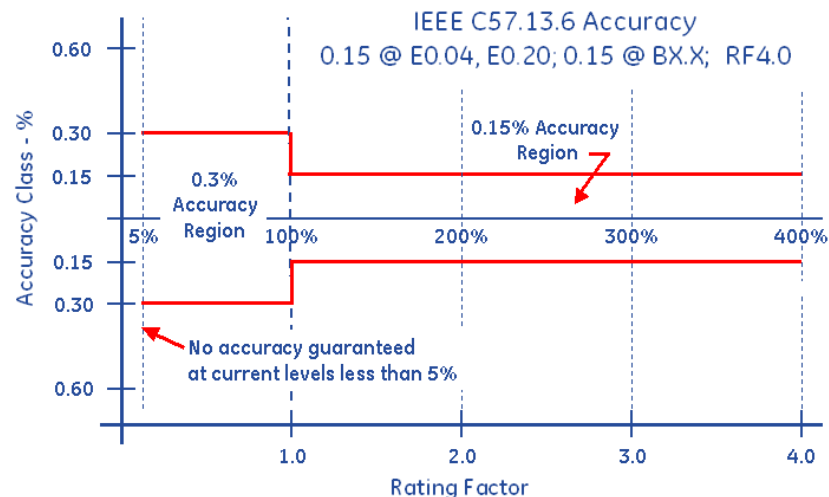 IEEE C57.13.6 Accuracy
0.15 @ E0.04, E0.20; 0.15 @ BX.X; RF4.0
Accuracy Class - %
0.60
0.30
0.15
0.15
0.30
0.60
0.3%
Accuracy
Region
0.15% Accuracy
Region
5%
100%
200%
300%
400%
No accuracy guaranteed
at current levels less than 5%
1.0
2.0
3.0
4.0
Rating Factor